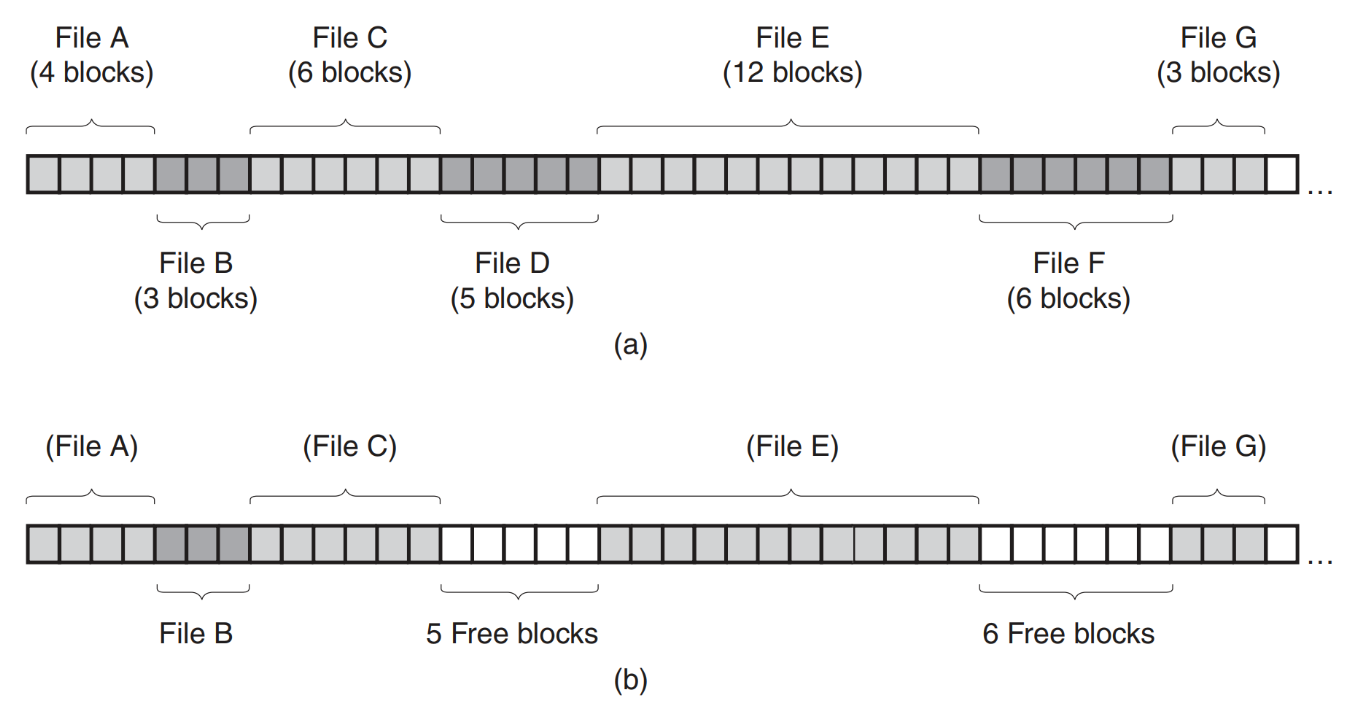 File A
(4 blocks)
File C
(6 blocks)
File E
(12 blocks)
File G
(3 blocks)
...
File B
(3 blocks)
File D
(5 blocks)
File F
(6 blocks)
(a)
(File A)
(File C)
(File E)
(File G)
...
File B
5 Free blocks
6 Free blocks
(b)